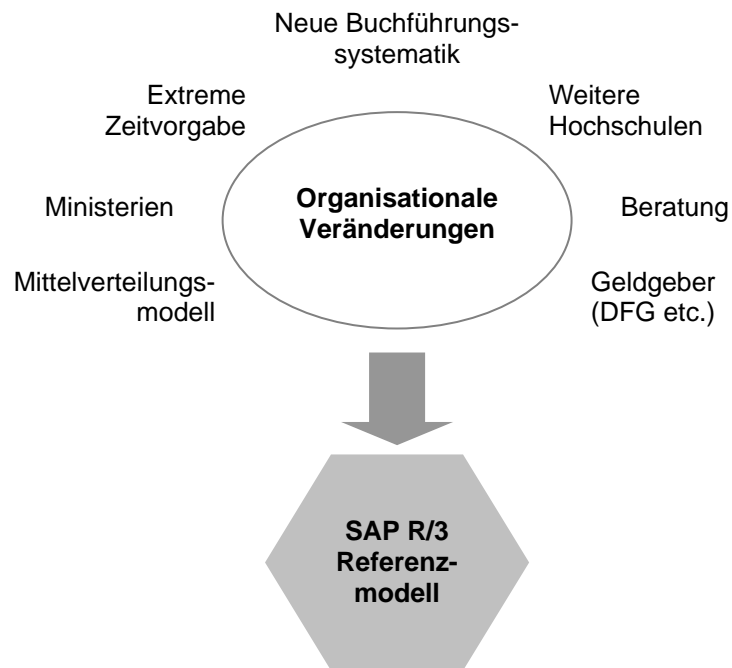 Neue Buchführungs-
systematik
Extreme
Zeitvorgabe
Weitere
Hochschulen
Organisationale
Veränderungen
Ministerien
Beratung
Mittelverteilungs-
modell
Geldgeber
(DFG etc.)
SAP R/3
Referenz-
modell